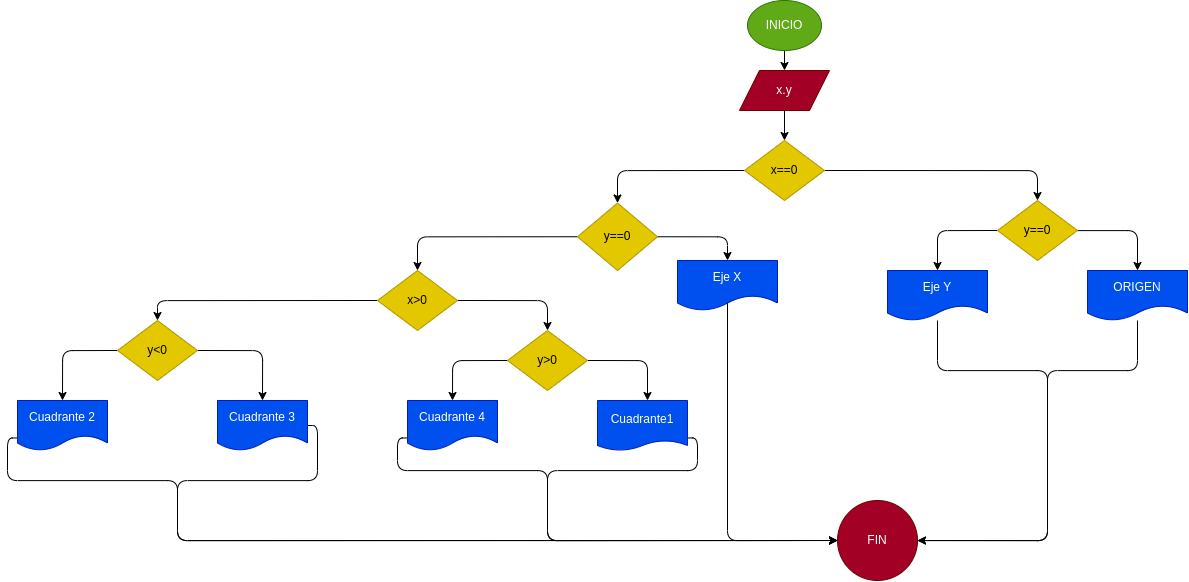 INICIO
x.y
x==0
y==0
y==0
Eje X
Eje Y
ORIGEN
x>0
y<0
y>0
Cuadrante 2
Cuadrante 3
Cuadrante 4
Cuadrante1
FIN